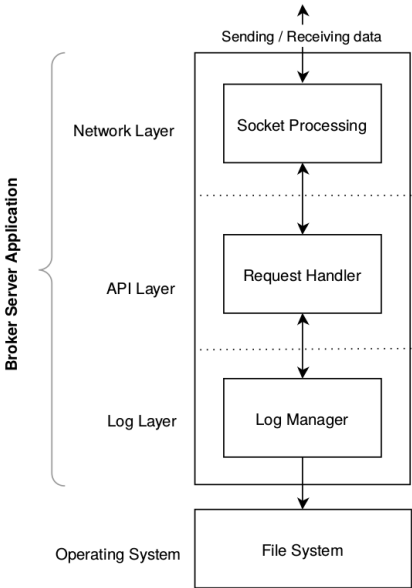 Sending / Receiving data
Network Layer
Socket Processing
Broker Server Application
API Layer
Request Handler
Log Layer
Log Manager
Operating System
File System